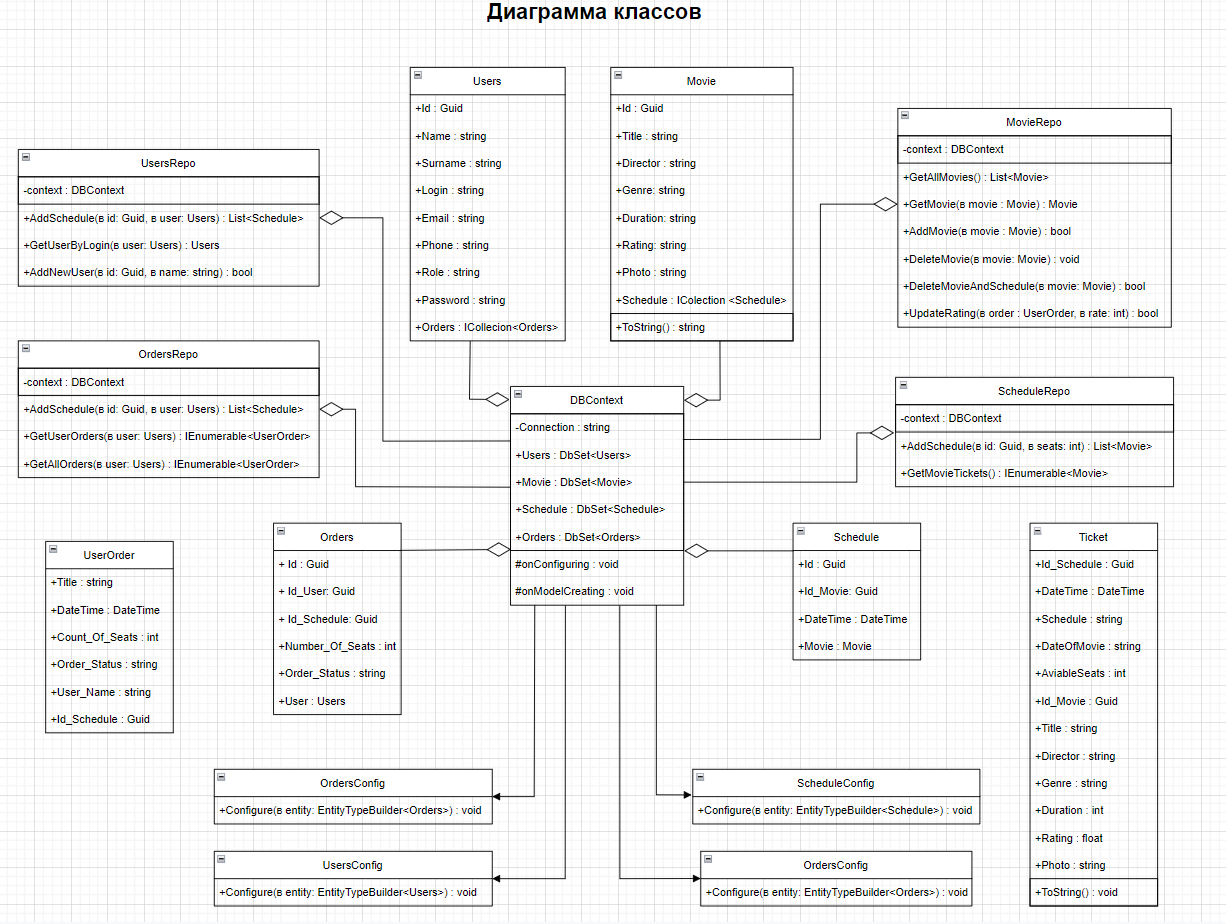 Диаграмма классов
Users
+Id : Guid
+Name : string
+Surname : string
+Login : string
+Email : string
+Phone : string
+Role : string
+Password : string
+Orders : ICollecion<Orders>
Movie
+Id : Guid
+Title : string
+Director : string
+Genre: string
+Duration: string
+Rating: string
+Photo : string
+Schedule : IColection <Schedule>
+ToString() : string
MovieRepo
-context : DBContext
+GetAllMovies() : List<Movie>
+GetMovie(в movie : Movie) : Movie
+AddMovie(в movie : Movie) : bool
+DeleteMovie(в movie: Movie) : void
+DeleteMovieAndSchedule(в movie: Movie) : bool
+UpdateRating(в order : UserOrder, в rate: int) : bool
UsersRepo
-context : DBContext
+AddSchedule(в id: Guid, в user: Users) : List<Schedule>
+GetUserByLogin(в user: Users) : Users
+AddNewUser(в id: Guid, в name: string) : bool
OrdersRepo
-context : DBContext
+AddSchedule(в id: Guid, в user: Users) : List<Schedule>
+GetUserOrders(в user: Users) : IEnumerable<UserOrder>
+GetAllOrders(в user: Users) : IEnumerable<UserOrder>
DBContext
-Connection : string
+Users : DbSet<Users>
+Movie : DbSet<Movie>
+Schedule : DbSet<Schedule>
+Orders : DbSet<Orders>
#onConfiguring : void
#onModelCreating : void
ScheduleRepo
-context : DBContext
+AddSchedule(в id: Guid, в seats: int) : List<Movie>
+GetMovieTickets() : IEnumerable<Movie>
UserOrder
+Title : string
+DateTime : DateTime
+Count_Of_Seats : int
+Order_Status : string
+User_Name : string
+Id_Schedule : Guid
Orders
+ Id : Guid
+ Id_User: Guid
+ Id_Schedule: Guid
+Number_Of_Seats : int
+Order_Status : string
+User : Users
Schedule
+Id : Guid
+Id_Movie: Guid
+DateTime : DateTime
+Movie : Movie
Ticket
+Id_Schedule : Guid
+DateTime : DateTime
+Schedule : string
+DateOfMovie : string
+AviableSeats : int
+Id_Movie : Guid
+Title : string
+Director : string
+Genre : string
+Duration : int
+Rating : float
+Photo : string
+ToString() : void
OrdersConfig
+Configure(в entity: EntityTypeBuilder<Orders>) : void
ScheduleConfig
+Configure(в entity: EntityTypeBuilder<Schedule>) : void
UsersConfig
+Configure(в entity: EntityTypeBuilder<Users>) : void
OrdersConfig
+Configure(в entity: EntityTypeBuilder<Orders>) : void